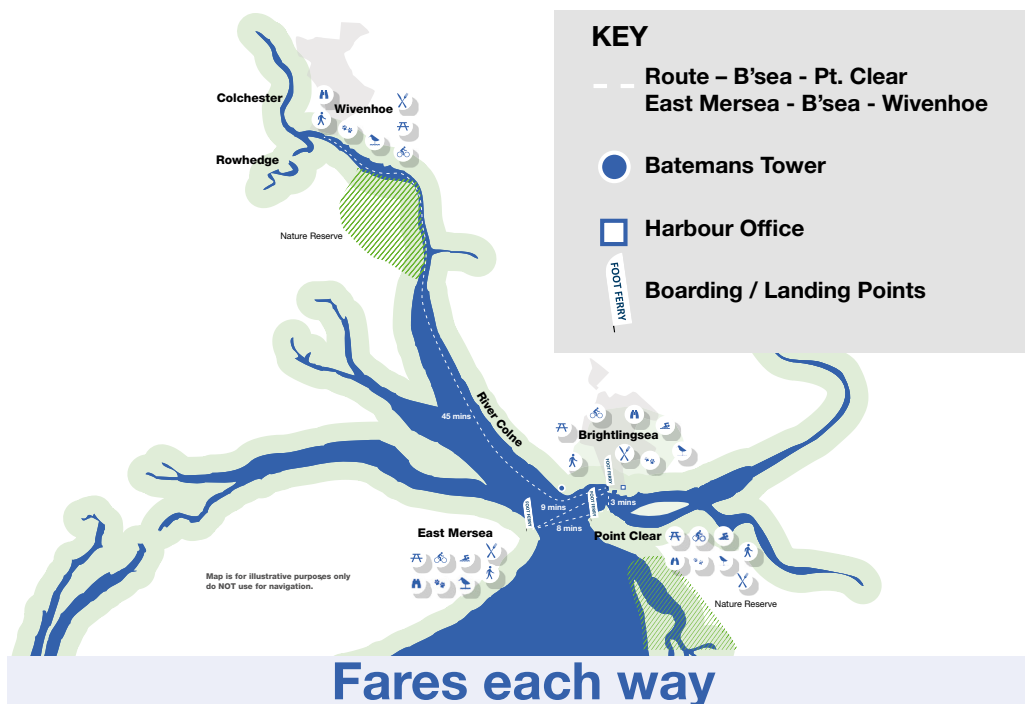 KEY
Route – B'sea - Pt. Clear
East Mersea - B'sea - Wivenhoe
Batemans Tower
Harbour Office
FOOT FERRY
Boarding / Landing Points
Colchester
Wivenhoe
Rowhedge
Nature Reserve
River Colne
45 mins
Brightlingsea
FOOT FERRY
FOOT FERRY
FOOT FERRY
9 mins
3 mins
8 mins
East Mersea
Point Clear
Map is for illustrative purposes only
do NOT use for navigation.
Nature Reserve
Fares each way